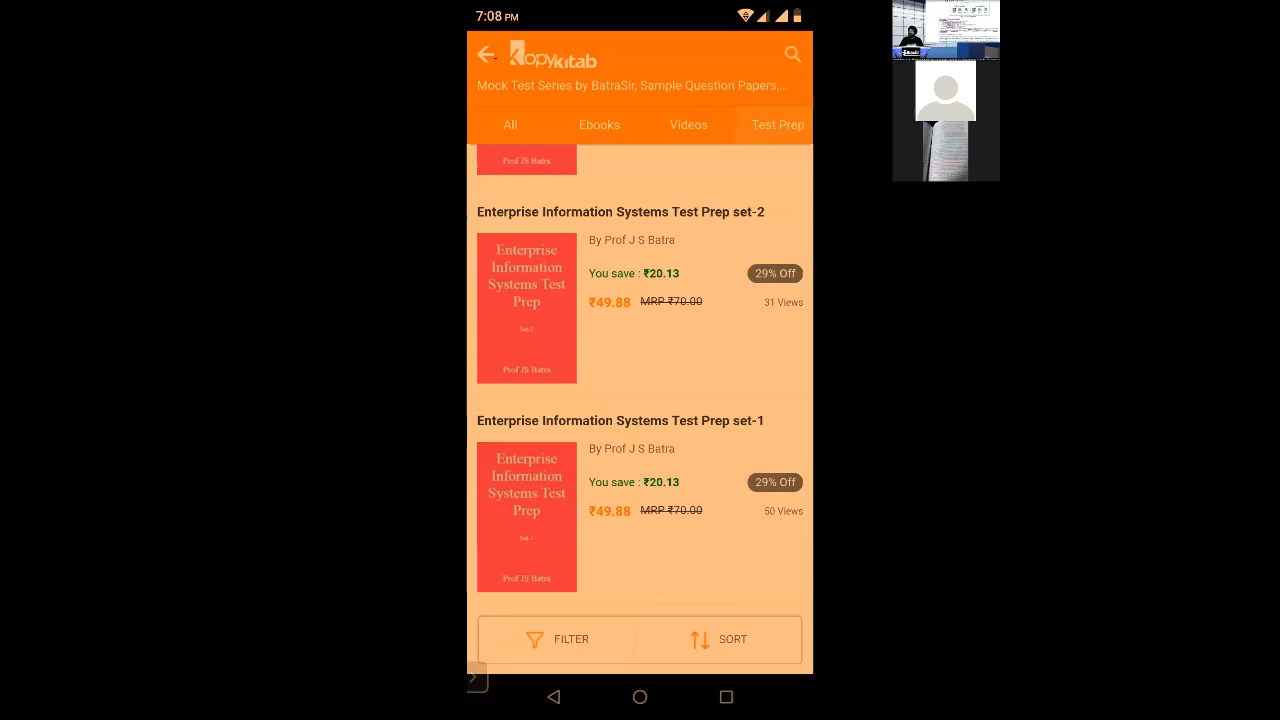 7:08 PM
Kopykitab
Mock Test Series by BatraSir, Sample Question Papers,...
All
Ebooks
Videos
Test Prep
Prof JS Batra
Enterprise Information Systems Test Prep set-2
Enterprise
Information
Systems Test
Prep
Set-2
Prof JS Batra
By Prof J S Batra
You save : ₹20.13
29% Off
₹49.88 MRP ₹70.00
31 Views
Enterprise Information Systems Test Prep set-1
Enterprise
Information
Systems Test
Prep
Set-1
Prof JS Batra
By Prof J S Batra
You save : ₹20.13
29% Off
₹49.88 MRP ₹70.00
50 Views
FILTER
SORT